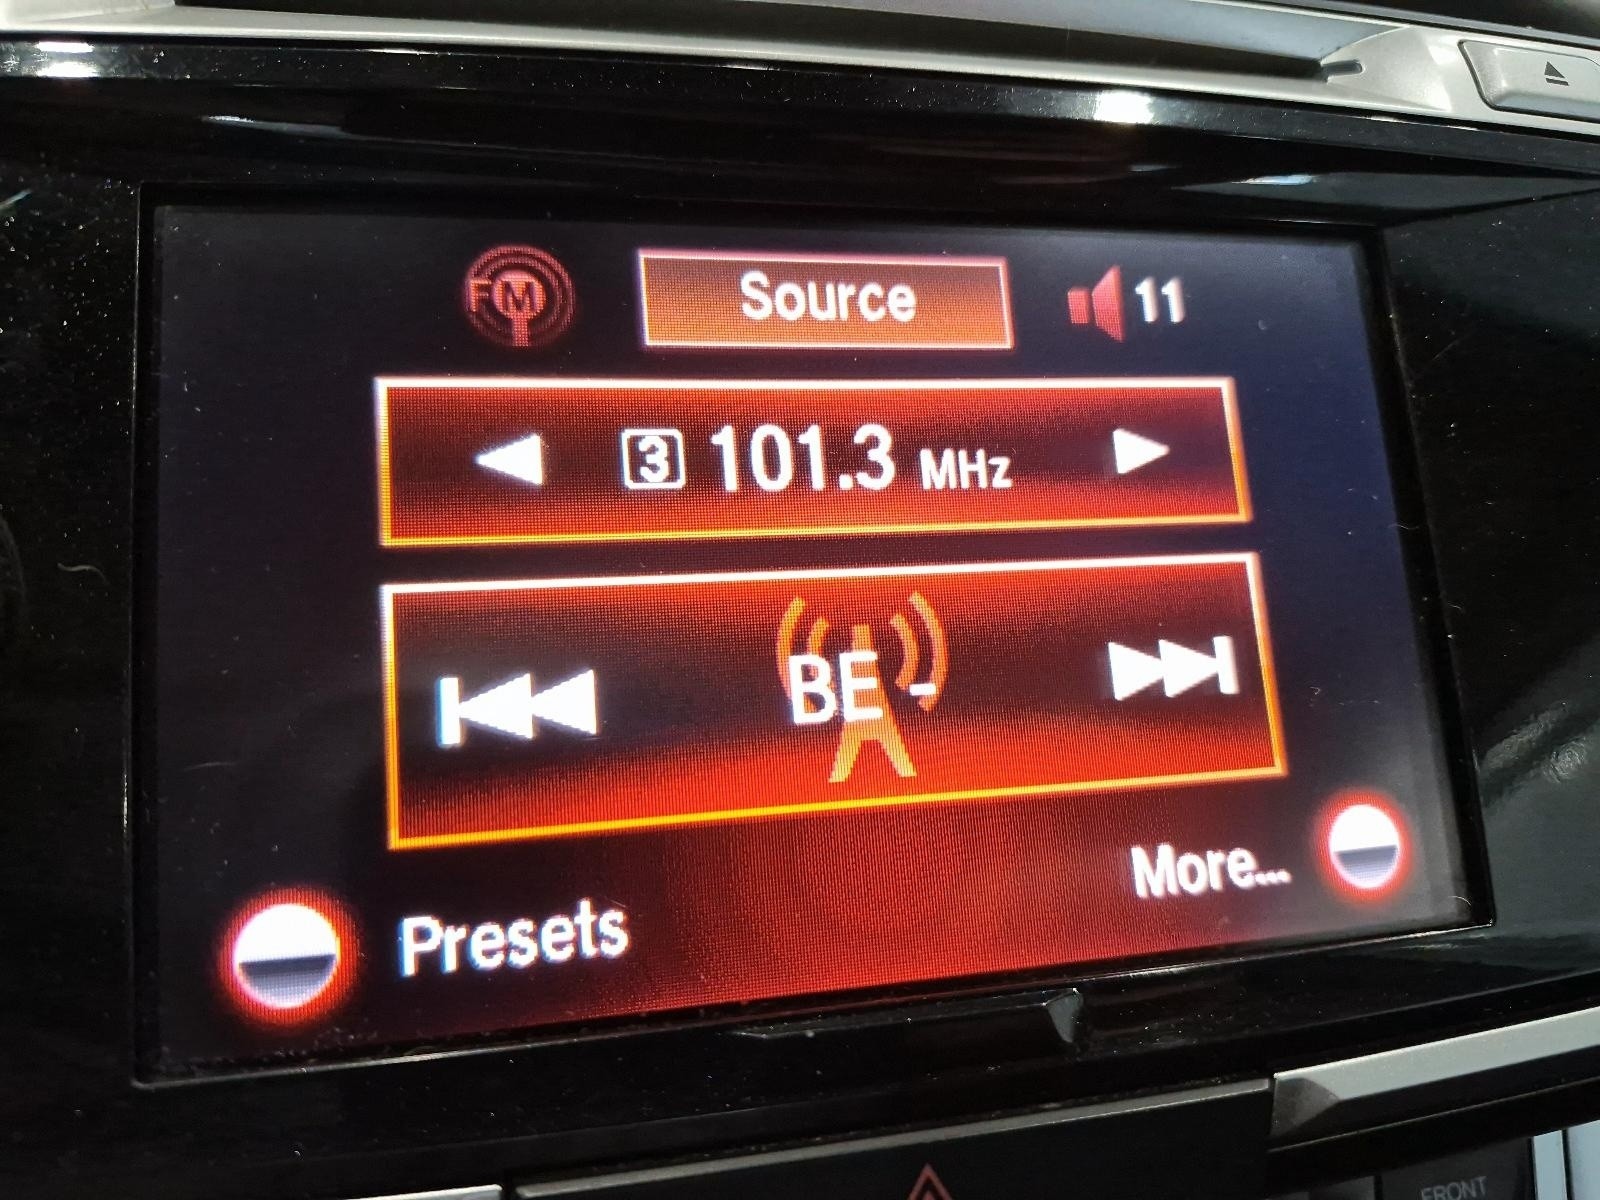 FM Source 11
3 101.3 MHz
BE -
More...
Presets
FRONT